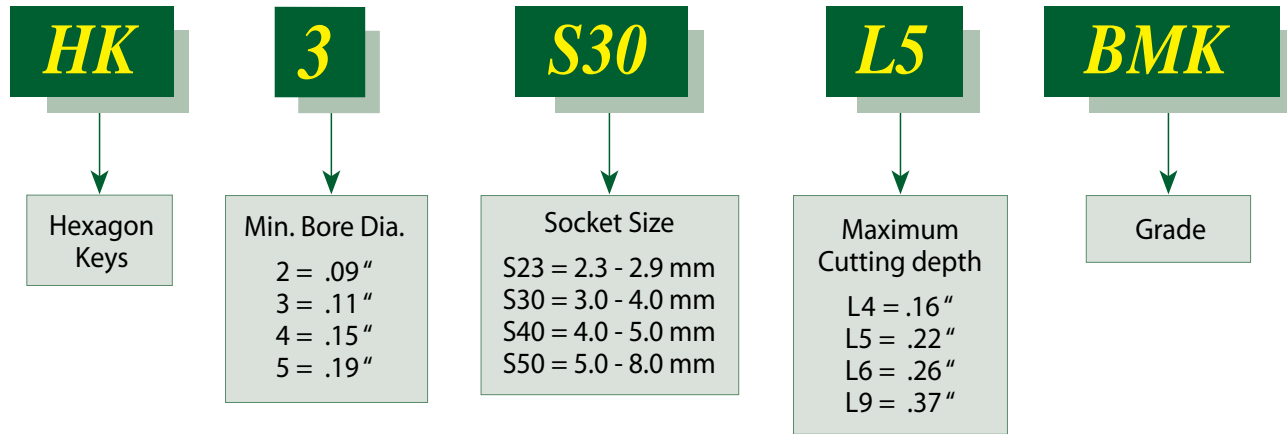 HK 3 S30 L5 BMK
Hexagon
Keys
Min. Bore Dia.
2 = .09 “
3 = .11 “
4 = .15 “
5 = .19 “
Socket Size
S23 = 2.3 - 2.9 mm
S30 = 3.0 - 4.0 mm
S40 = 4.0 - 5.0 mm
S50 = 5.0 - 8.0 mm
Maximum
Cutting depth
L4 = .16 “
L5 = .22 “
L6 = .26 “
L9 = .37 “
Grade